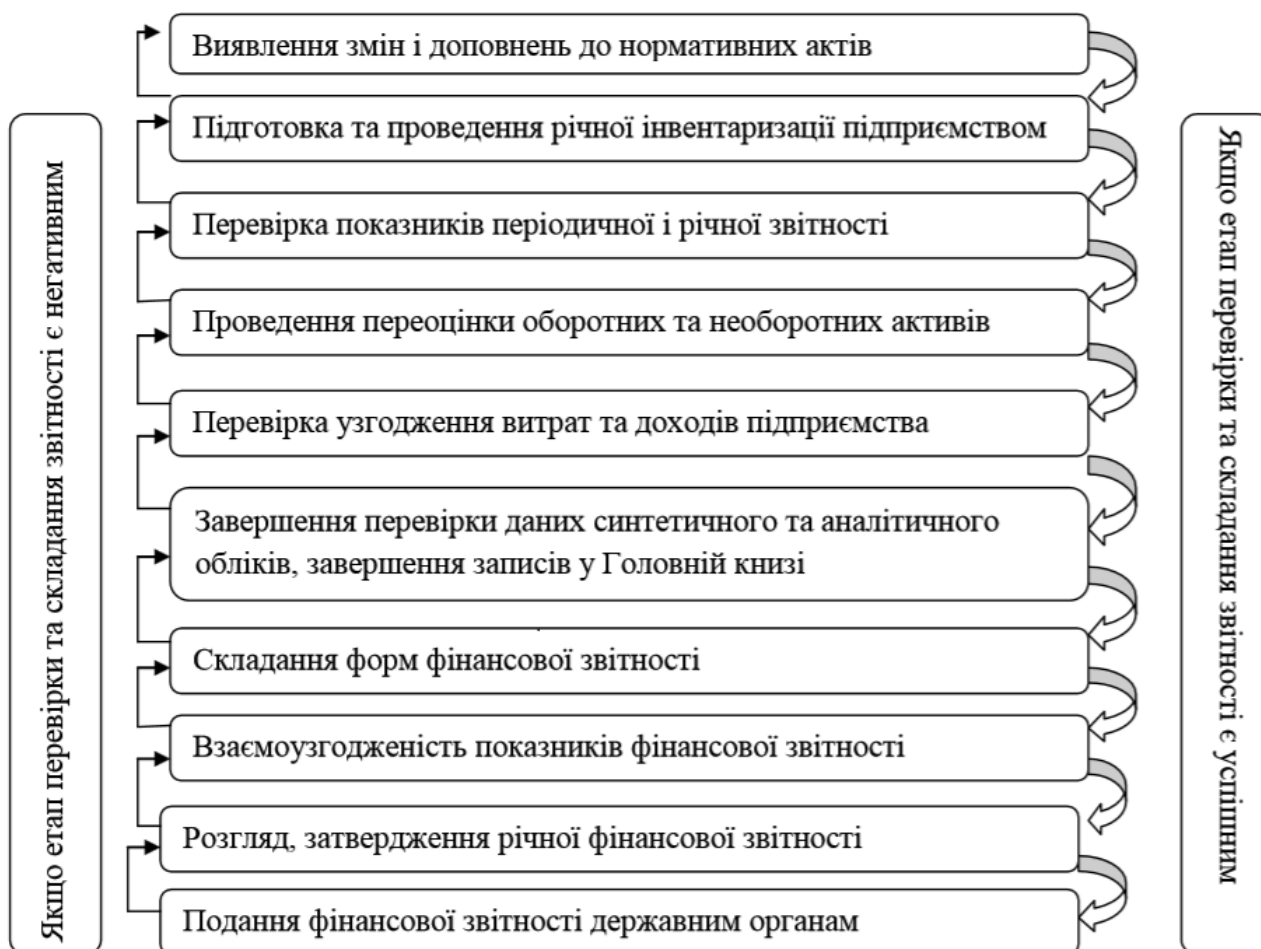 Виявлення змін і доповнень до нормативних актів
Підготовка та проведення річної інвентаризації підприємством
Перевірка показників періодичної і річної звітності
Проведення переоцінки оборотних та необоротних активів
Перевірка узгодження витрат та доходів підприємства
Завершення перевірки даних синтетичного та аналітичного
обліків, завершення записів у Головній книзі
Складання форм фінансової звітності
Взаємоузгодженість показників фінансової звітності
Розгляд, затвердження річної фінансової звітності
Подання фінансової звітності державним органам
Якщо етап перевірки та складання звітності є негативним
Якщо етап перевірки та складання звітності є успішним